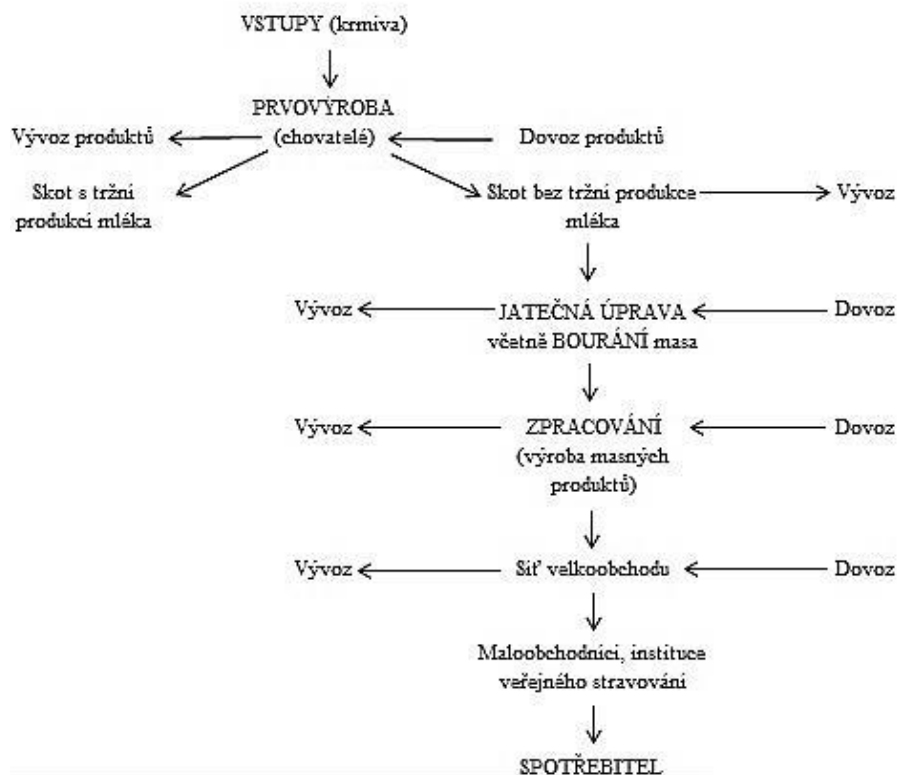 VSTUPY (krmiva)
PRVOVÝROBA
(chovatelé)
Vývoz produktů
Dovoz produktů
Skot s tržní
produkcí mléka
Skot bez tržní produkce
mléka
Vývoz
Vývoz
JATEČNÁ ÚPRAVA
včetně BOURÁNÍ masa
Dovoz
Vývoz
ZPRACOVÁNÍ
(výroba masných
produktů)
Dovoz
Vývoz
Síť velkoobchodu
Dovoz
Maloobchodníci, instituce
veřejného stravování
SPOTŘEBITEL